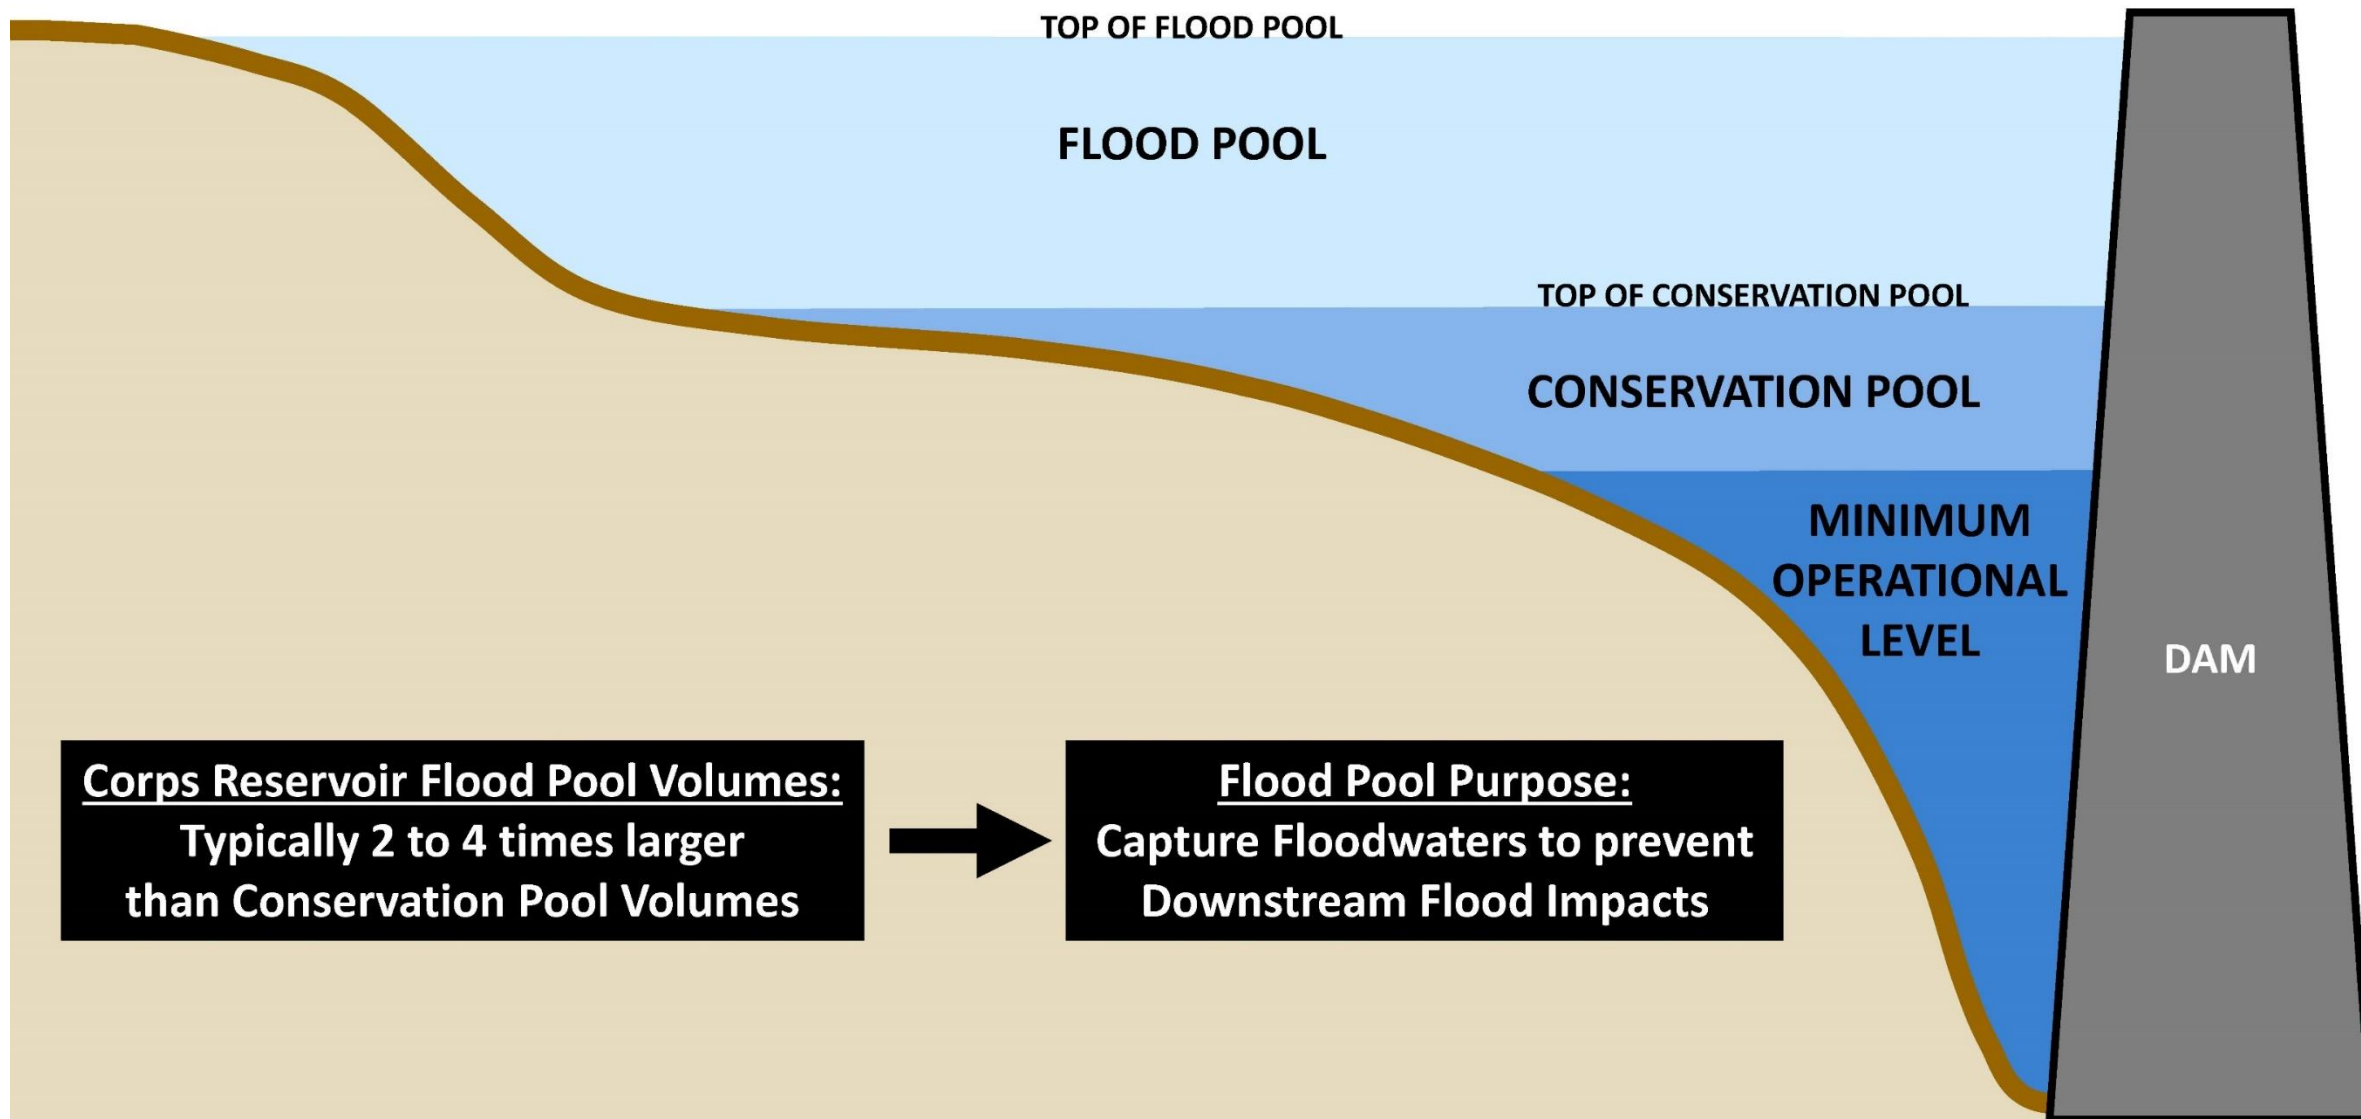 TOP OF FLOOD POOL
FLOOD POOL
TOP OF CONSERVATION POOL
CONSERVATION POOL
MINIMUM
OPERATIONAL
LEVEL
DAM
Corps Reservoir Flood Pool Volumes:
Typically 2 to 4 times larger
than Conservation Pool Volumes
Flood Pool Purpose:
Capture Floodwaters to prevent
Downstream Flood Impacts